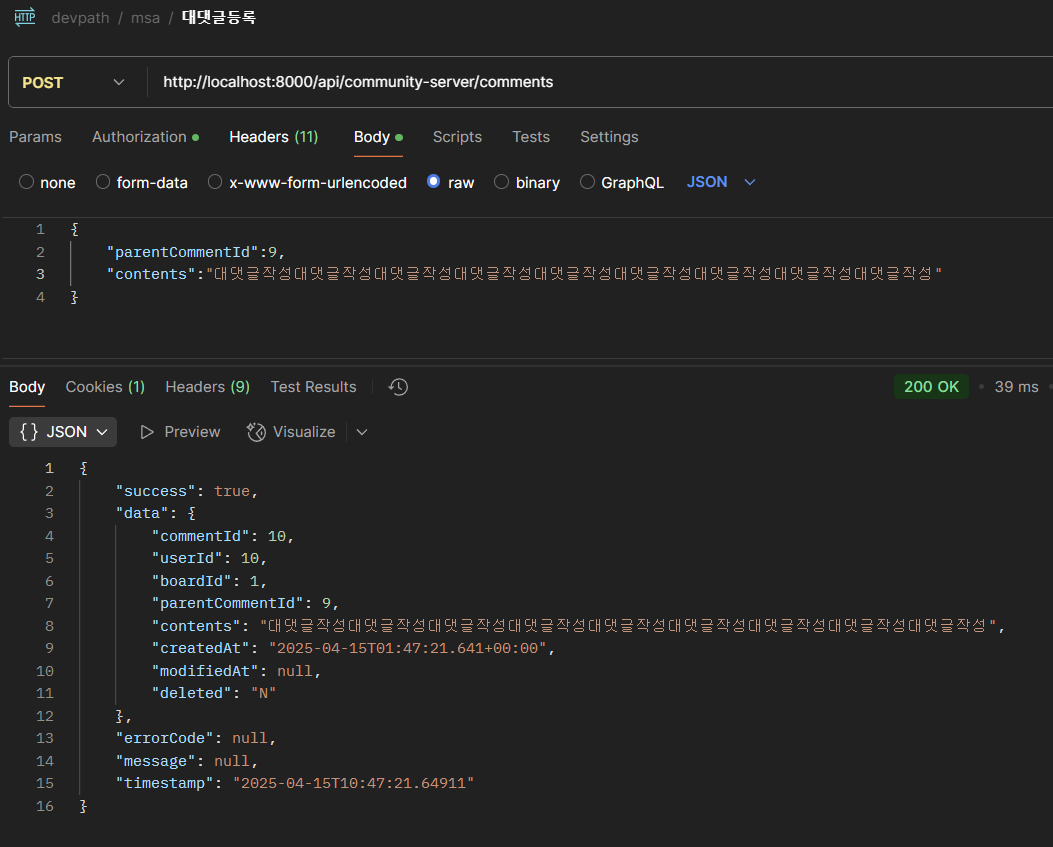 HTTP devpath / msa / 대댓글등록
POST http://localhost:8000/api/community-server/comments
Params Authorization Headers (11) Body Scripts Tests Settings
none form-data x-www-form-urlencoded raw binary GraphQL JSON
1 {
2 "parentCommentId":9,
3 "contents":"대댓글작성대댓글작성대댓글작성대댓글작성대댓글작성대댓글작성대댓글작성대댓글작성대댓글작성"
4 }
Body Cookies (1) Headers (9) Test Results 200 OK 39 ms
{} JSON Preview Visualize
1 {
2 "success": true,
3 "data": {
4 "commentId": 10,
5 "userId": 10,
6 "boardId": 1,
7 "parentCommentId": 9,
8 "contents": "대댓글작성대댓글작성대댓글작성대댓글작성대댓글작성대댓글작성대댓글작성대댓글작성대댓글작성",
9 "createdAt": "2025-04-15T01:47:21.641+00:00",
10 "modifiedAt": null,
11 "deleted": "N"
12 },
13 "errorCode": null,
14 "message": null,
15 "timestamp": "2025-04-15T10:47:21.64911"
16 }